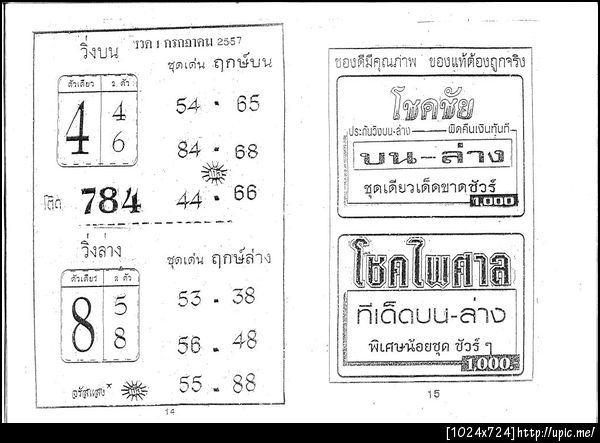 งวด 1 กรกฎาคม 2557
วิ่งบน
ชุดเด่น ฤกษ์บน
ตัวเดียว 2 ตัว
4 4
6
54 - 65
84 - 68
44 - 66
โต๊ด 784
วิ่งล่าง
ชุดเด่น ฤกษ์ล่าง
ตัวเดียว 2 ตัว
8 5
8
53 - 38
56 - 48
55 - 88
จรัสแสง
14
ของดีมีคุณภาพ ของแท้ต้องถูกจริง
โชคชัย
ประกันวิ่งบน-ล่าง ผิดคืนเงินทันที
บน-ล่าง
ชุดเดียวเด็ดขาด ชัวร์
1,000
โชคไพศาล
ทีเด็ดบน-ล่าง
พิเศษน้อยชุด ชัวร์ ๆ
1,000
15
[1024x724]http://upic.me/